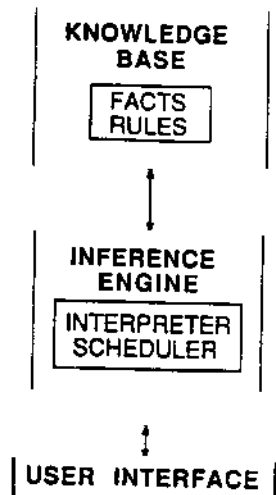 KNOWLEDGE
BASE
FACTS
RULES
INFERENCE
ENGINE
INTERPRETER
SCHEDULER
USER INTERFACE